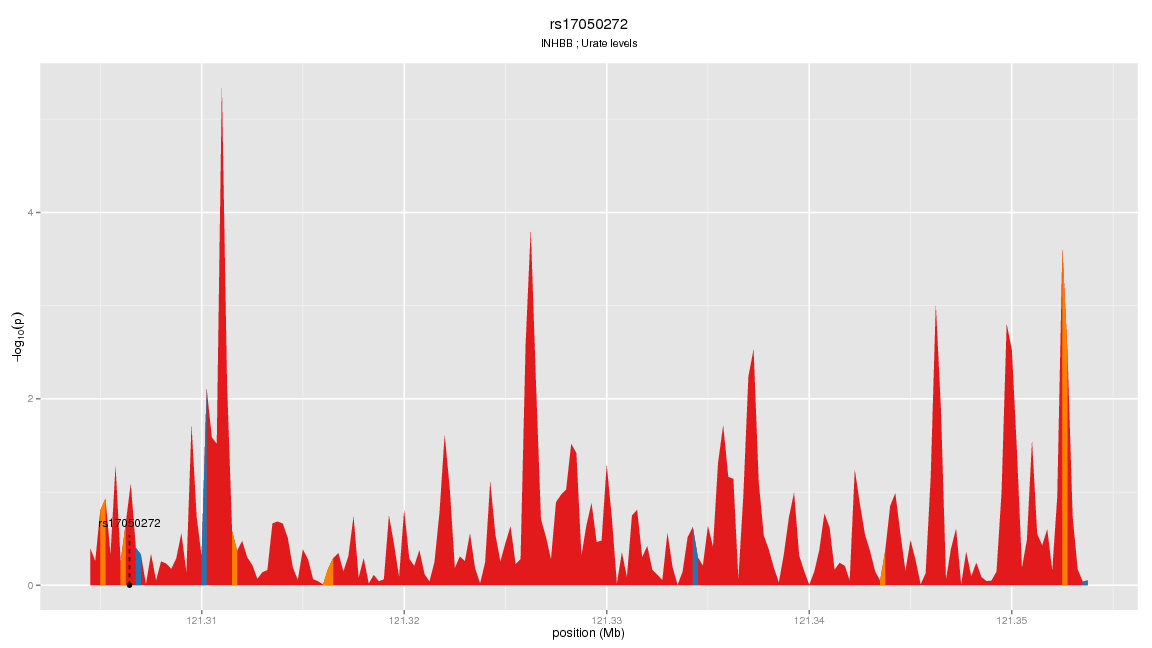 rs17050272
INHBB ; Urate levels
4
2
0
−log10(p)
rs17050272
121.31
121.32
121.33
121.34
121.35
position (Mb)